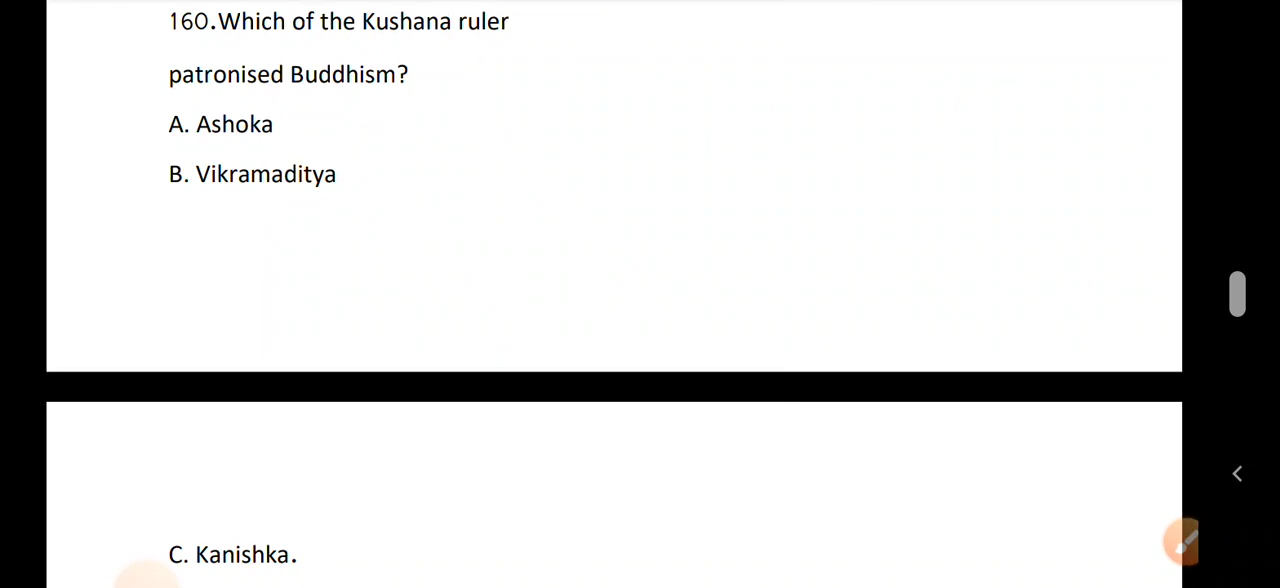 160.Which of the Kushana ruler
patronised Buddhism?
A. Ashoka
B. Vikramaditya
C. Kanishka.